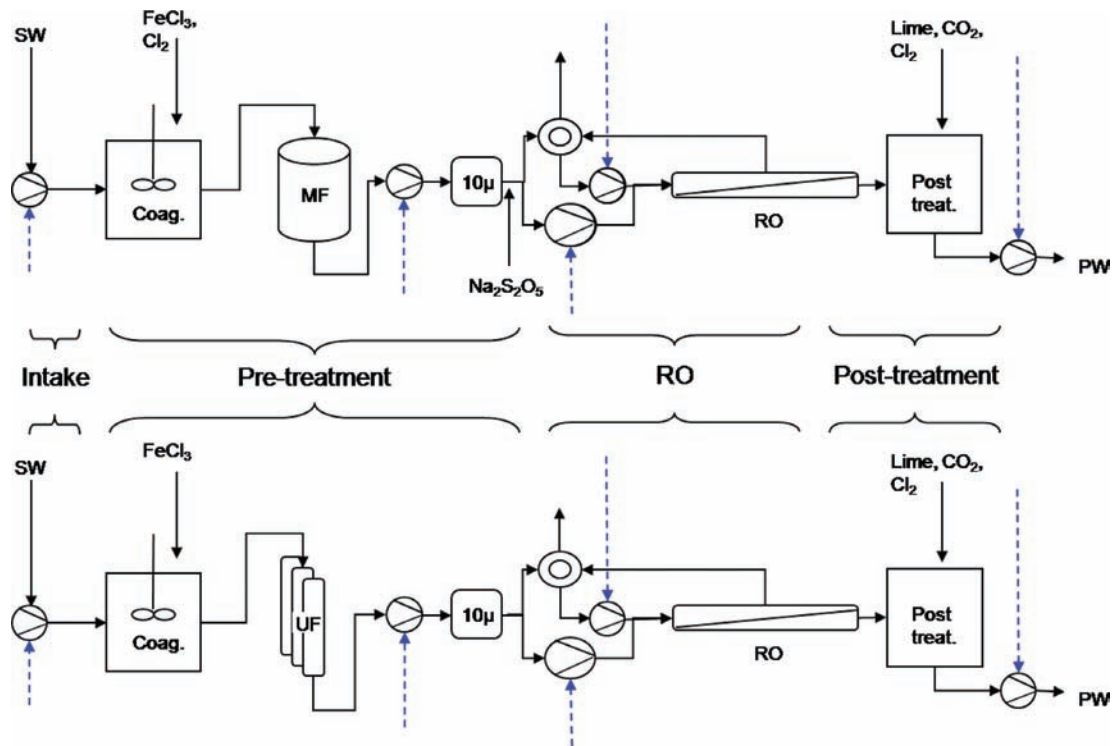 SW
FeCl₃,
Cl₂
Lime, CO₂,
Cl₂
Coag.
MF
10µ
Na₂S₂O₅
RO
Post
treat.
PW
Intake
Pre-treatment
RO
Post-treatment
SW
FeCl₃
Lime, CO₂,
Cl₂
Coag.
UF
10µ
RO
Post
treat.
PW